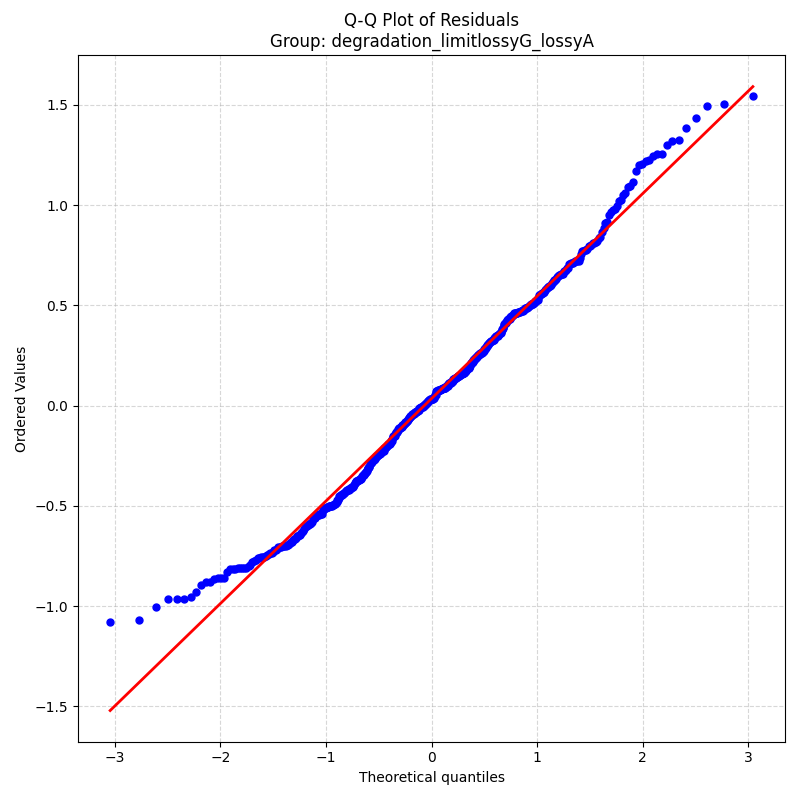 Q-Q Plot of Residuals
Group: degradation_limitlossyG_lossyA
Ordered Values
1.5
1.0
0.5
0.0
−0.5
−1.0
−1.5
−3 −2 −1 0 1 2 3
Theoretical quantiles